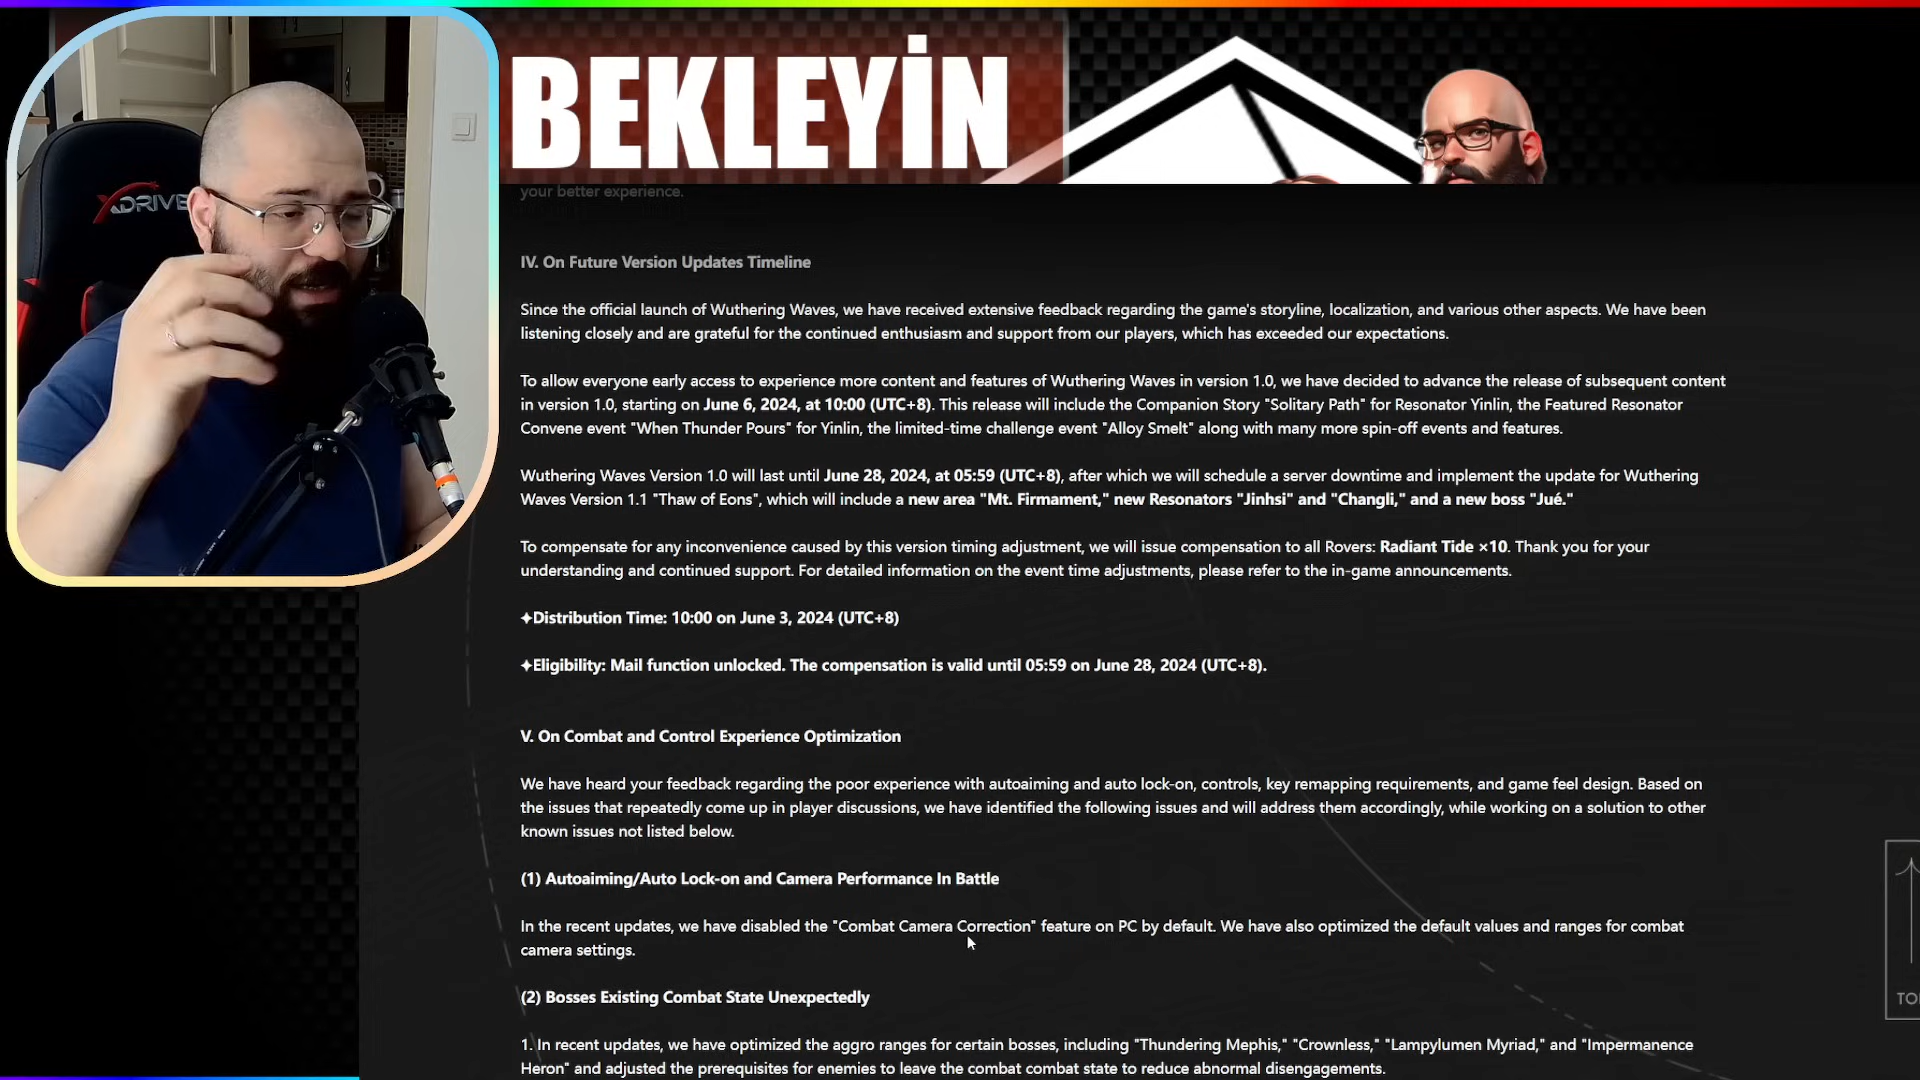 BEKLEYİN
XDRIVE
your better experience.
IV. On Future Version Updates Timeline
Since the official launch of Wuthering Waves, we have received extensive feedback regarding the game's storyline, localization, and various other aspects. We have been
listening closely and are grateful for the continued enthusiasm and support from our players, which has exceeded our expectations.
To allow everyone early access to experience more content and features of Wuthering Waves in version 1.0, we have decided to advance the release of subsequent content
in version 1.0, starting on June 6, 2024, at 10:00 (UTC+8). This release will include the Companion Story "Solitary Path" for Resonator Yinlin, the Featured Resonator
Convene event "When Thunder Pours" for Yinlin, the limited-time challenge event "Alloy Smelt" along with many more spin-off events and features.
Wuthering Waves Version 1.0 will last until June 28, 2024, at 05:59 (UTC+8), after which we will schedule a server downtime and implement the update for Wuthering
Waves Version 1.1 "Thaw of Eons", which will include a new area "Mt. Firmament," new Resonators "Jinhsi" and "Changli," and a new boss "Jué."
To compensate for any inconvenience caused by this version timing adjustment, we will issue compensation to all Rovers: Radiant Tide ×10. Thank you for your
understanding and continued support. For detailed information on the event time adjustments, please refer to the in-game announcements.
✦Distribution Time: 10:00 on June 3, 2024 (UTC+8)
✦Eligibility: Mail function unlocked. The compensation is valid until 05:59 on June 28, 2024 (UTC+8).
V. On Combat and Control Experience Optimization
We have heard your feedback regarding the poor experience with autoaiming and auto lock-on, controls, key remapping requirements, and game feel design. Based on
the issues that repeatedly come up in player discussions, we have identified the following issues and will address them accordingly, while working on a solution to other
known issues not listed below.
(1) Autoaiming/Auto Lock-on and Camera Performance In Battle
In the recent updates, we have disabled the "Combat Camera Correction" feature on PC by default. We have also optimized the default values and ranges for combat
camera settings.
(2) Bosses Existing Combat State Unexpectedly
1. In recent updates, we have optimized the aggro ranges for certain bosses, including "Thundering Mephis," "Crownless," "Lampylumen Myriad," and "Impermanence
Heron" and adjusted the prerequisites for enemies to leave the combat combat state to reduce abnormal disengagements.